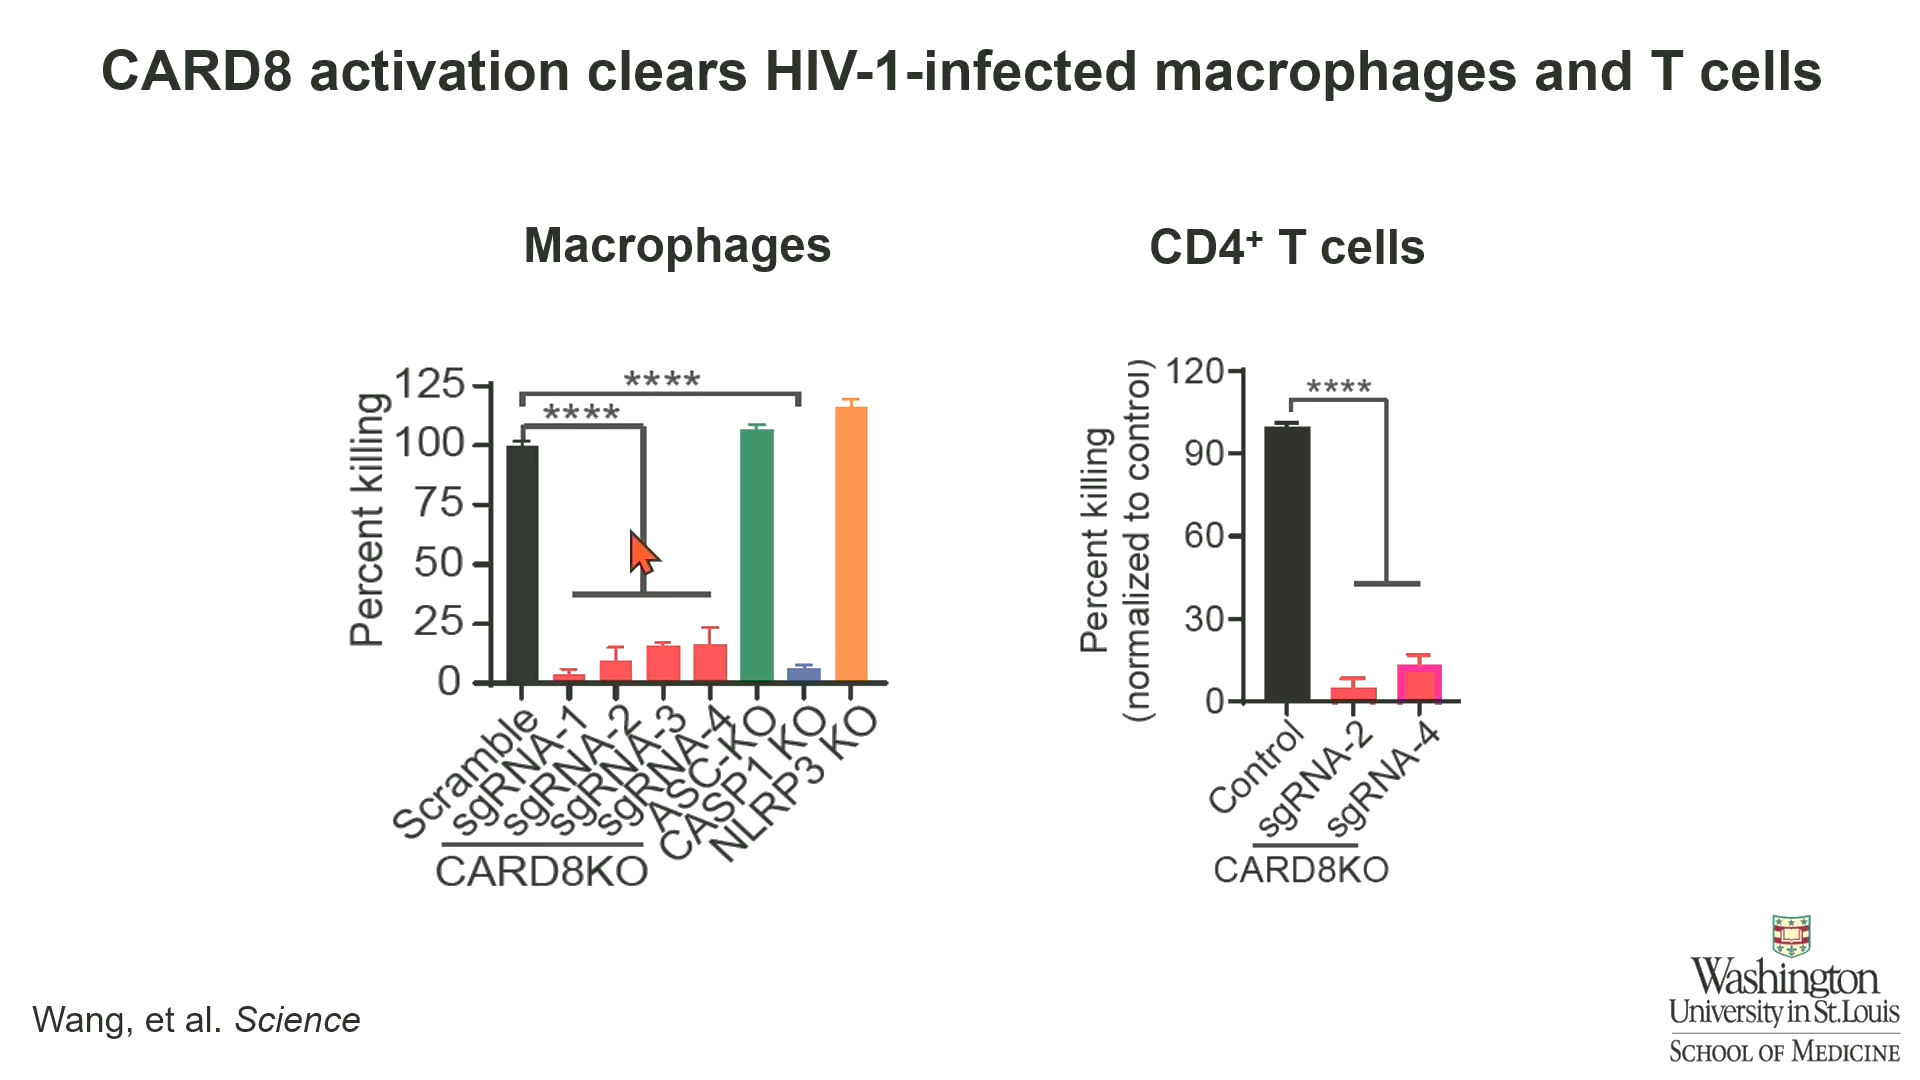 CARD8 activation clears HIV-1-infected macrophages and T cells
Macrophages
CD4+ T cells
Percent killing
125
100
75
50
25
0
****
****
Scramble
sgRNA-1
sgRNA-2
sgRNA-3
sgRNA-4
ASC-KO
CASP1 KO
NLRP3 KO
CARD8KO
Percent killing
(normalized to control)
120
90
60
30
0
****
Control
sgRNA-2
sgRNA-4
CARD8KO
Wang, et al. Science
Washington
University in St. Louis
SCHOOL OF MEDICINE